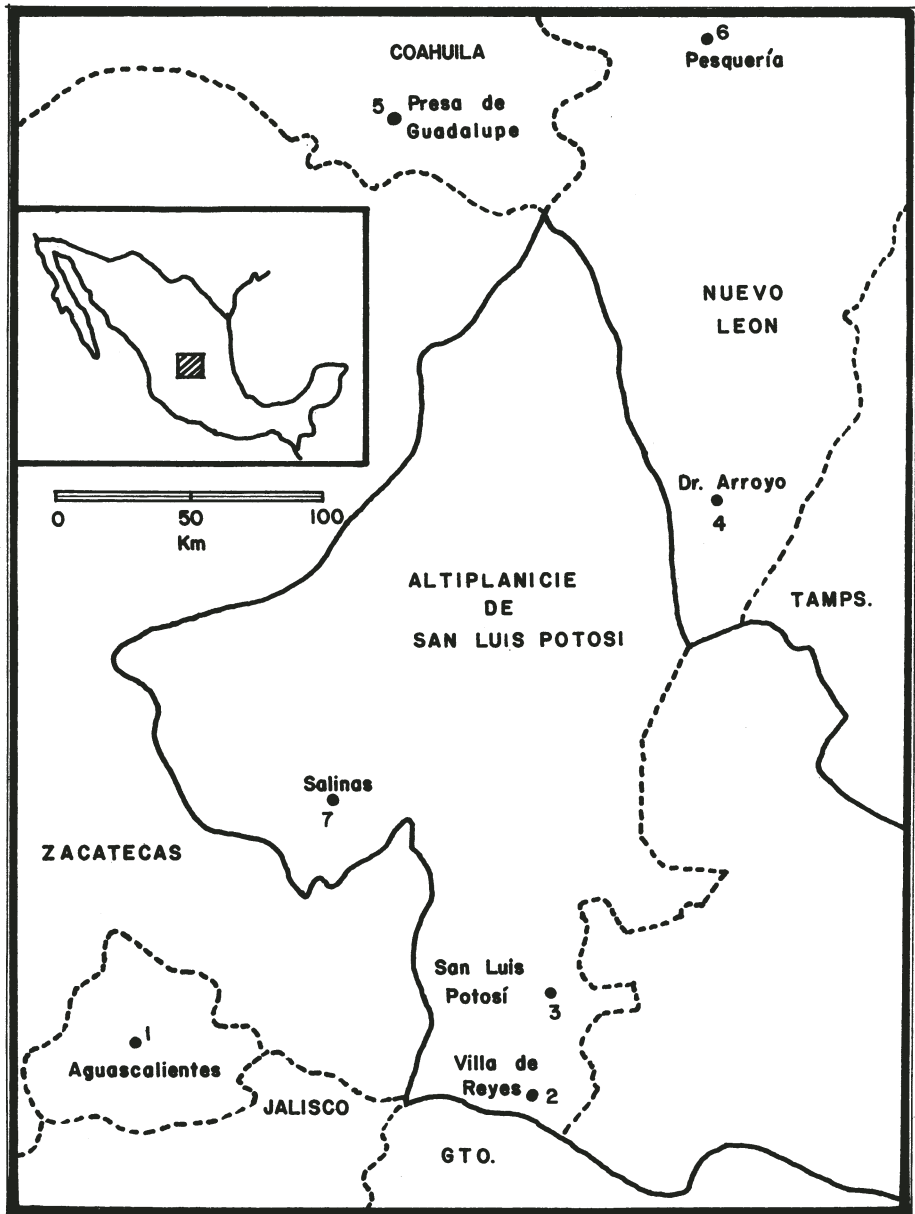 COAHUILA
6
Pesquería
5 Presa de
Guadalupe
NUEVO
LEON
0 50 100
Km
Dr. Arroyo
4
ALTIPLANICIE
DE
SAN LUIS POTOSI
TAMPS.
Salinas
7
ZACATECAS
San Luis
Potosí
3
1
Aguascalientes
Villa de
Reyes 2
JALISCO
GTO.